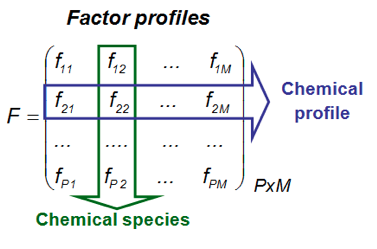 Factor profiles
f11 f12 ... f1M
f21 f22 ... f2M
Chemical profile
F =
... .... ... ...
fP1 fP2 ... fPM
PxM
Chemical species